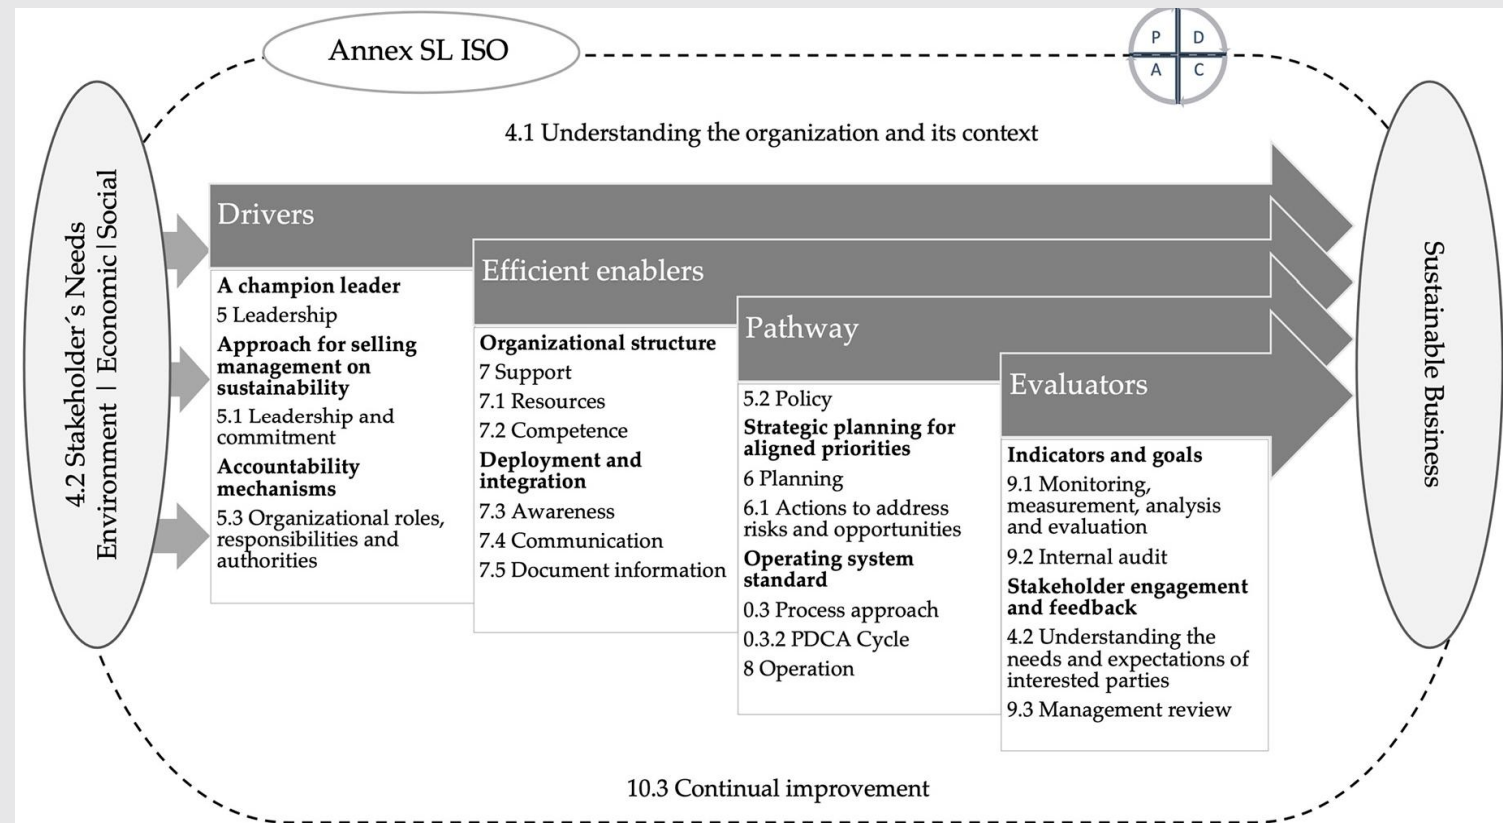 Annex SL ISO
P D
A C
4.1 Understanding the organization and its context
4.2 Stakeholder´s Needs
Environment | Economic|Social
Drivers
A champion leader
5 Leadership
Approach for selling
management on
sustainability
5.1 Leadership and
commitment
Accountability
mechanisms
5.3 Organizational roles,
responsibilities and
authorities
Efficient enablers
Organizational structure
7 Support
7.1 Resources
7.2 Competence
Deployment and
integration
7.3 Awareness
7.4 Communication
7.5 Document information
Pathway
5.2 Policy
Strategic planning for
aligned priorities
6 Planning
6.1 Actions to address
risks and opportunities
Operating system
standard
0.3 Process approach
0.3.2 PDCA Cycle
8 Operation
Evaluators
Indicators and goals
9.1 Monitoring,
measurement, analysis
and evaluation
9.2 Internal audit
Stakeholder engagement
and feedback
4.2 Understanding the
needs and expectations of
interested parties
9.3 Management review
Sustainable Business
10.3 Continual improvement